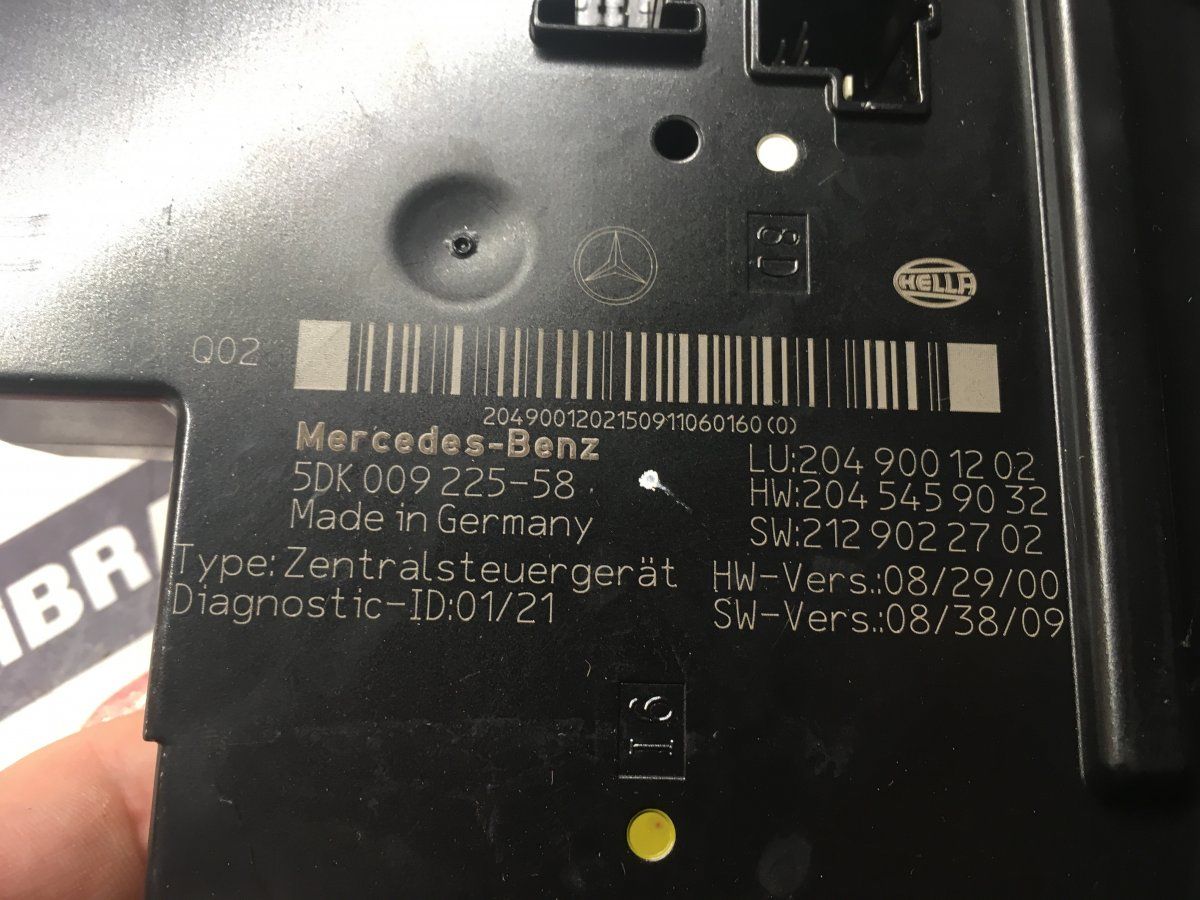 8D
HELLA
Q02
2049001202150911060160(0)
Mercedes-Benz
5DK 009 225-58
Made in Germany
LU:204 900 12 02
HW:204 545 90 32
SW:212 902 27 02
Type:Zentralsteuergerät
Diagnostic-ID:01/21
HW-Vers.:08/29/00
SW-Vers.:08/38/09
16